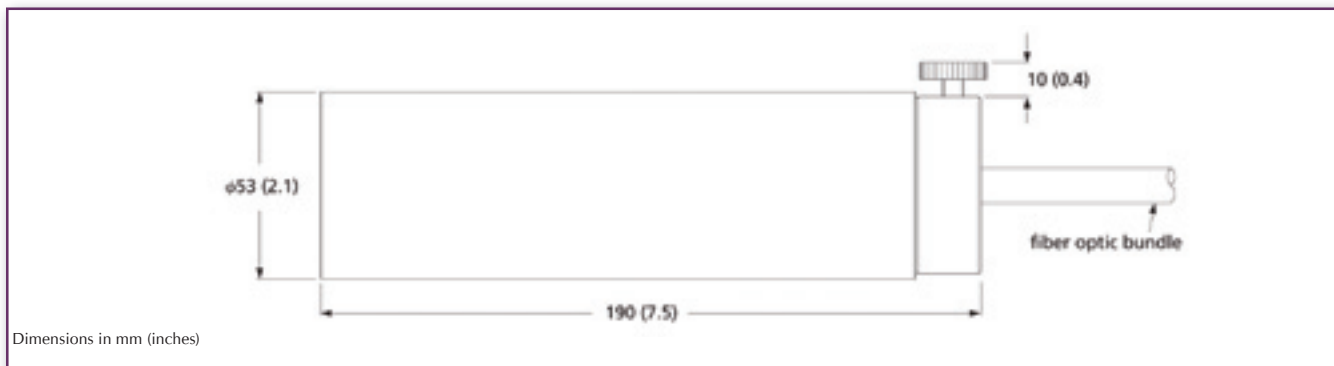 10 (0.4)
φ53 (2.1)
fiber optic bundle
190 (7.5)
Dimensions in mm (inches)